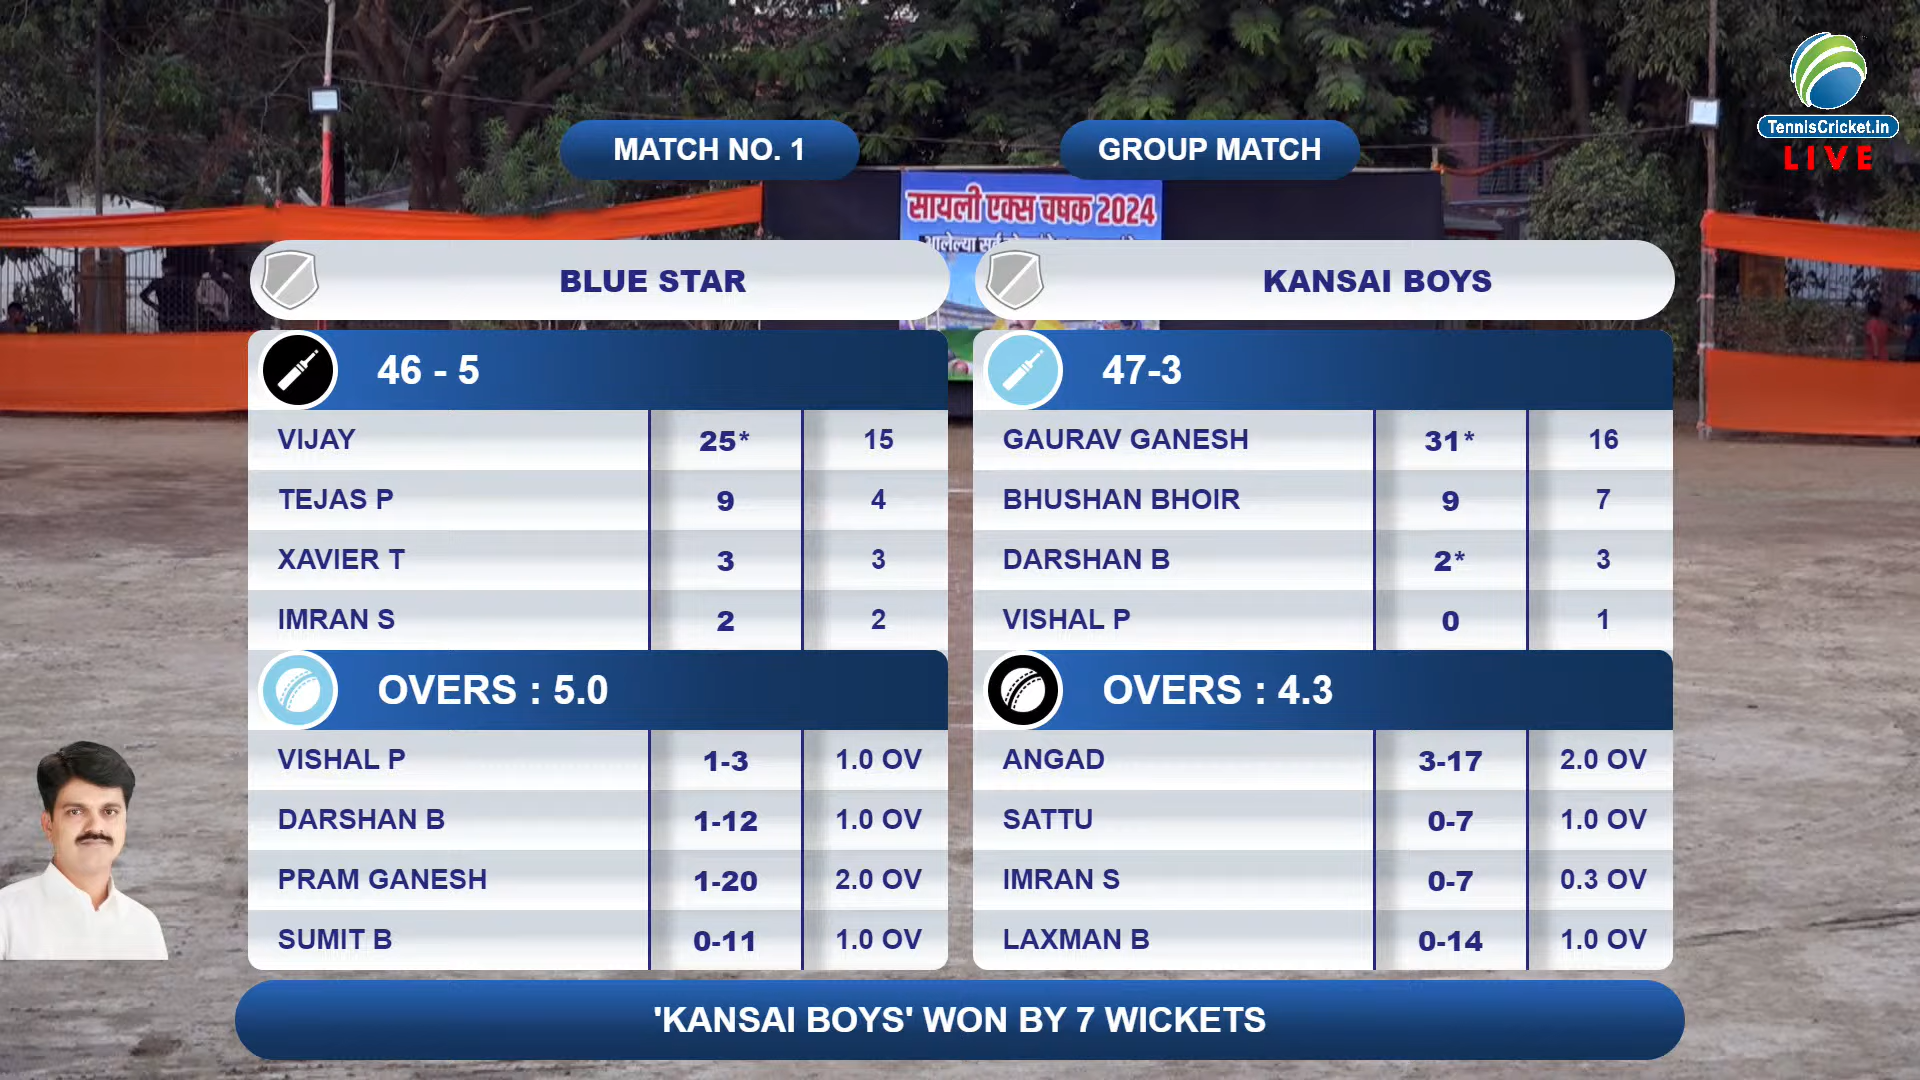 TennisCricket.in
LIVE
MATCH NO. 1
GROUP MATCH
सायली एक्स चषक 2024
BLUE STAR
KANSAI BOYS
46 - 5
VIJAY 25* 15
TEJAS P 9 4
XAVIER T 3 3
IMRAN S 2 2
OVERS : 5.0
VISHAL P 1-3 1.0 OV
DARSHAN B 1-12 1.0 OV
PRAM GANESH 1-20 2.0 OV
SUMIT B 0-11 1.0 OV
47-3
GAURAV GANESH 31* 16
BHUSHAN BHOIR 9 7
DARSHAN B 2* 3
VISHAL P 0 1
OVERS : 4.3
ANGAD 3-17 2.0 OV
SATTU 0-7 1.0 OV
IMRAN S 0-7 0.3 OV
LAXMAN B 0-14 1.0 OV
'KANSAI BOYS' WON BY 7 WICKETS